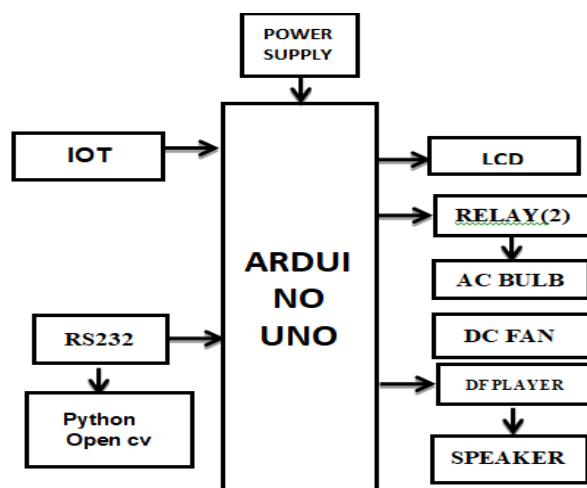 POWER
SUPPLY
IOT
LCD
RELAY(2)
ARDUI
NO
UNO
AC BULB
RS232
DC FAN
DF PLAYER
Python
Open cv
SPEAKER